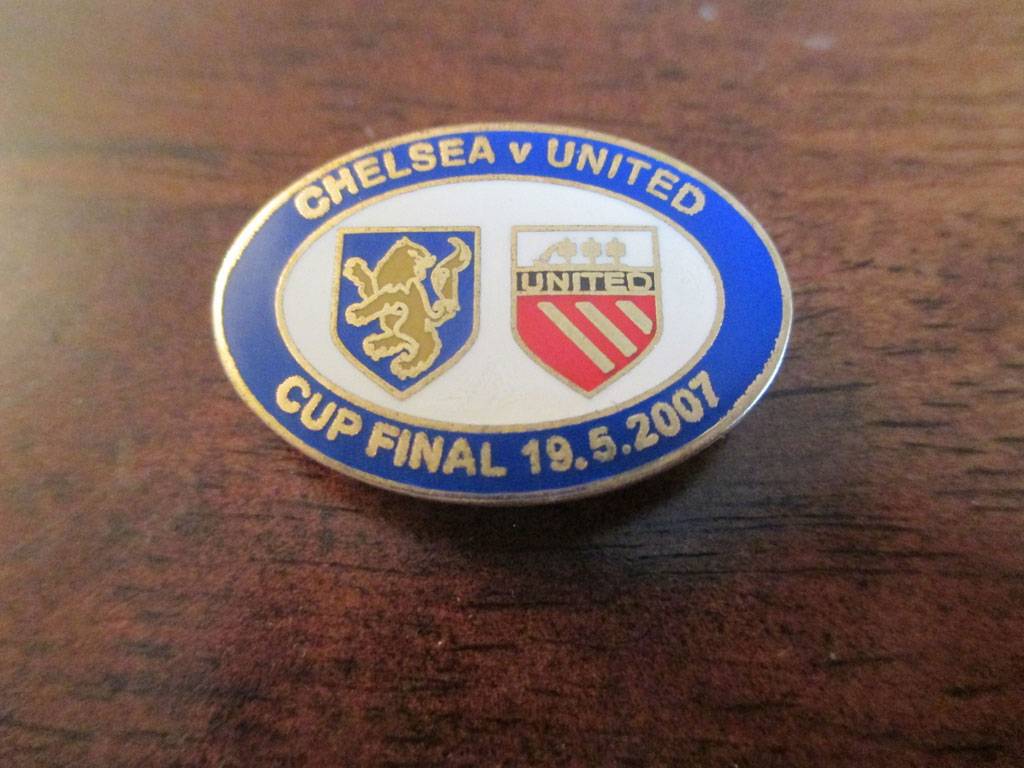 CHELSEA v UNITED
UNITED
CUP FINAL 19.5.2007